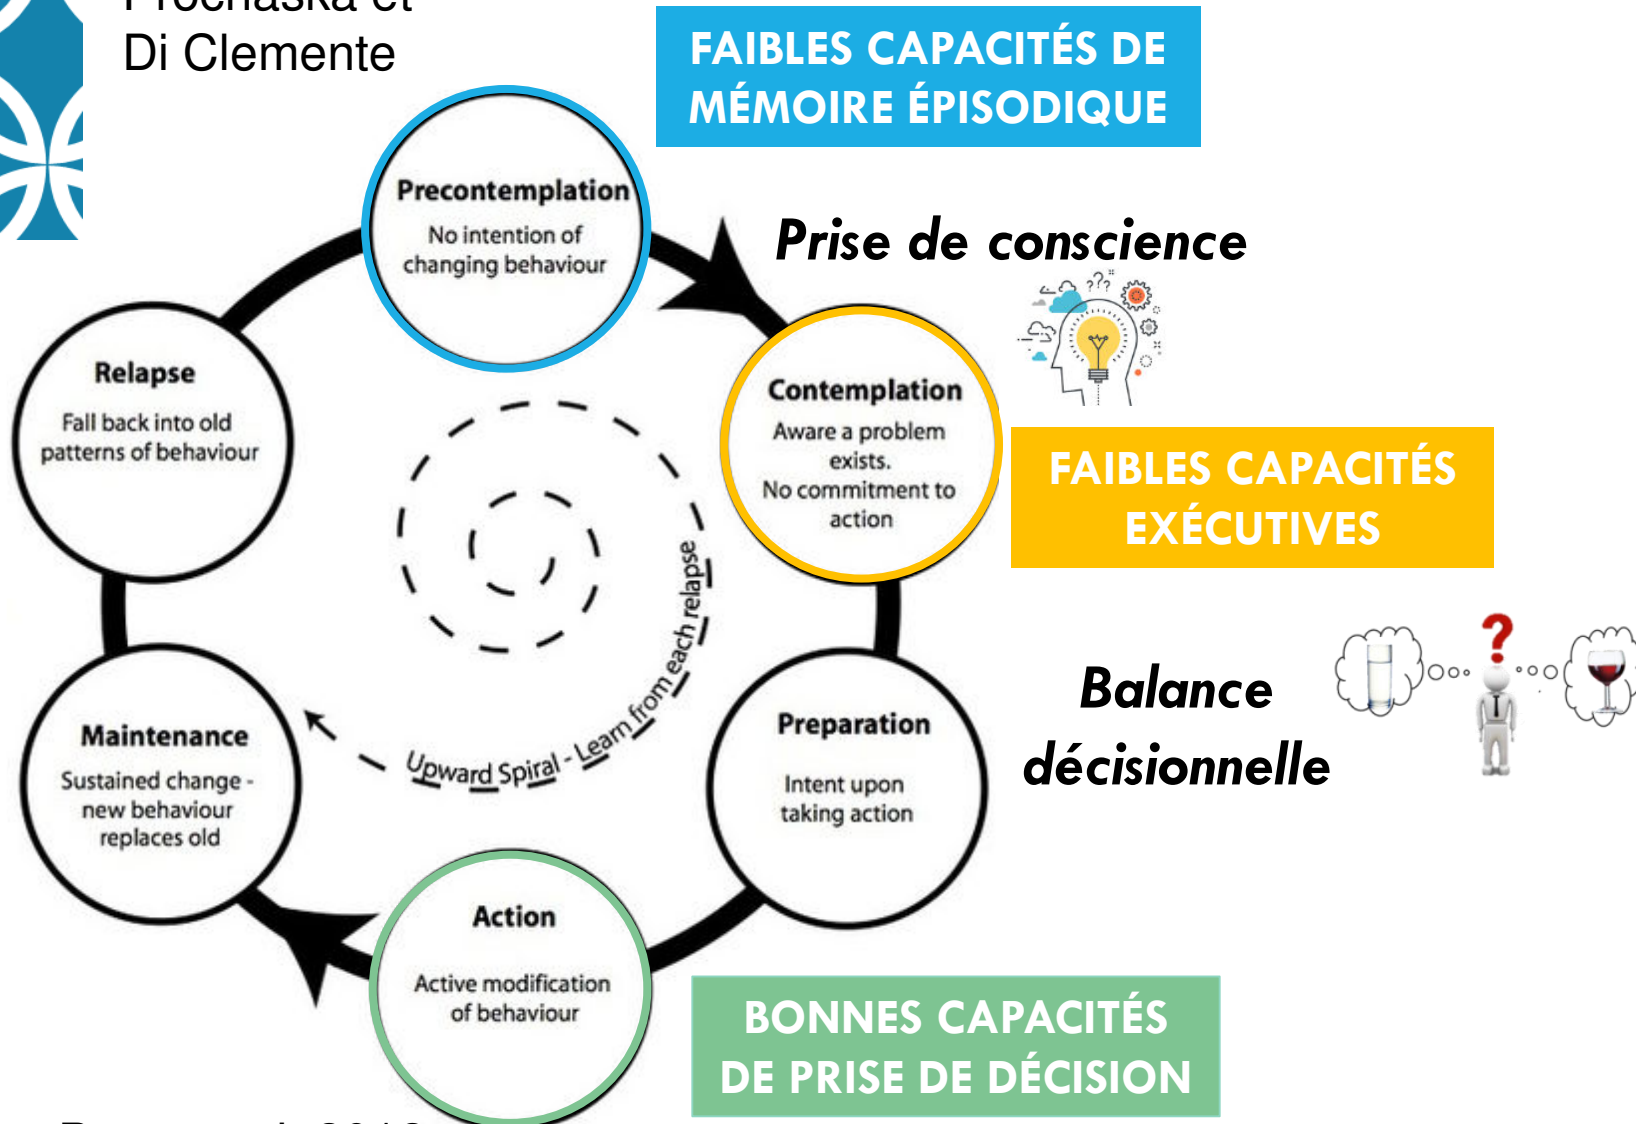 Prochaska et
Di Clemente
FAIBLES CAPACITÉS DE
MÉMOIRE ÉPISODIQUE
Precontemplation
No intention of
changing behaviour
Prise de conscience
???
Contemplation
Aware a problem
exists.
No commitment to
action
FAIBLES CAPACITÉS
EXÉCUTIVES
Balance
décisionnelle
?
Preparation
Intent upon
taking action
Action
Active modification
of behaviour
BONNES CAPACITÉS
DE PRISE DE DÉCISION
Maintenance
Sustained change -
new behaviour
replaces old
Relapse
Fall back into old
patterns of behaviour
Upward Spiral - Learn from each relapse